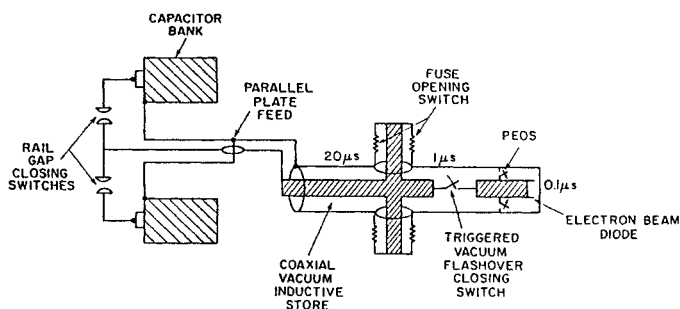 CAPACITOR
BANK
FUSE
OPENING
SWITCH
PARALLEL
PLATE
FEED
RAIL
GAP
CLOSING
SWITCHES
20μs
1μs
PEOS
0.1μs
ELECTRON BEAM
DIODE
TRIGGERED
VACUUM
FLASHOVER
CLOSING
SWITCH
COAXIAL
VACUUM
INDUCTIVE
STORE